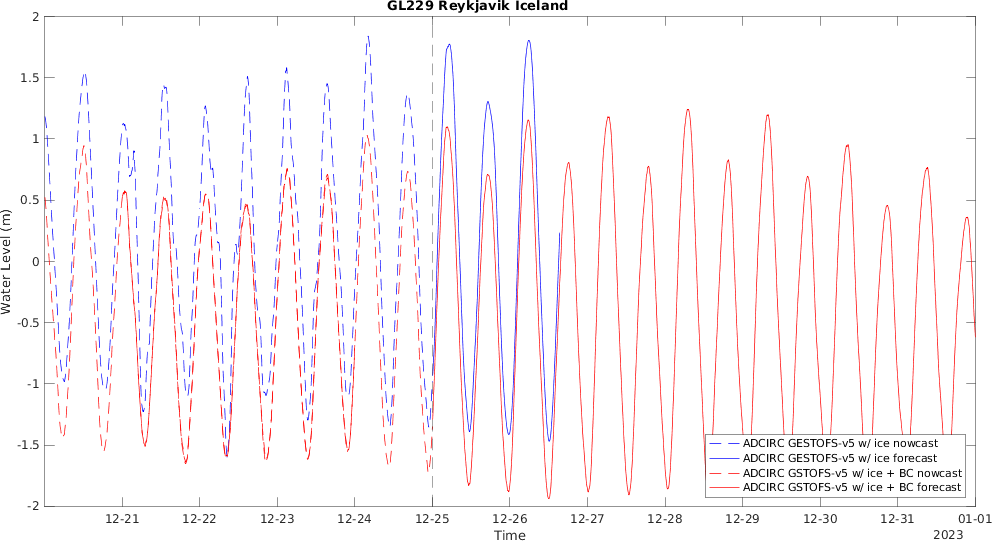 GL229 Reykjavik Iceland
2
1.5
1
0.5
0
-0.5
-1
-1.5
-2
Water Level (m)
ADCIRC GESTOFS-v5 w/ ice nowcast
ADCIRC GESTOFS-v5 w/ ice forecast
ADCIRC GSTOFS-v5 w/ ice + BC nowcast
ADCIRC GSTOFS-v5 w/ ice + BC forecast
12-21 12-22 12-23 12-24 12-25 12-26 12-27 12-28 12-29 12-30 12-31 01-01
Time
2023